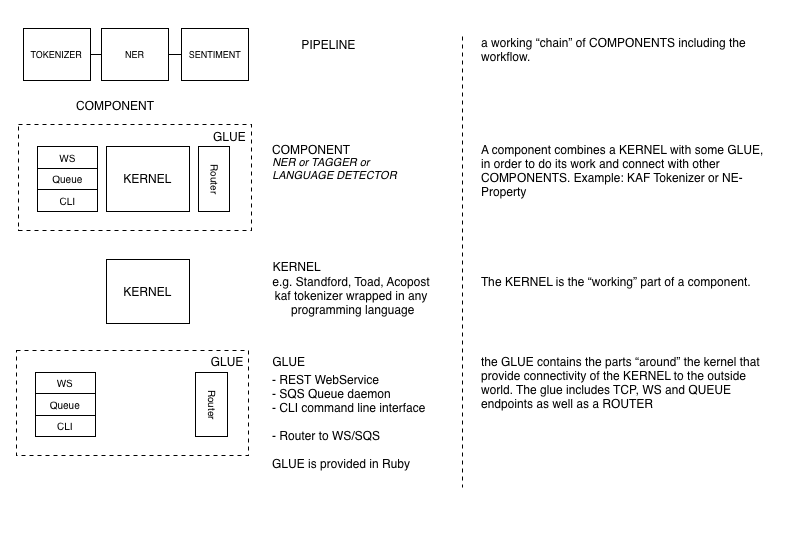 TOKENIZER NER SENTIMENT
PIPELINE
a working “chain” of COMPONENTS including the
workflow.
COMPONENT
GLUE
WS
Queue
CLI
KERNEL
Router
COMPONENT
NER or TAGGER or
LANGUAGE DETECTOR
A component combines a KERNEL with some GLUE,
in order to do its work and connect with other
COMPONENTS. Example: KAF Tokenizer or NE-
Property
KERNEL
KERNEL
e.g. Standford, Toad, Acopost
kaf tokenizer wrapped in any
programming language
The KERNEL is the “working” part of a component.
GLUE
WS
Queue
CLI
Router
GLUE
- REST WebService
- SQS Queue daemon
- CLI command line interface
- Router to WS/SQS
GLUE is provided in Ruby
the GLUE contains the parts “around” the kernel that
provide connectivity of the KERNEL to the outside
world. The glue includes TCP, WS and QUEUE
endpoints as well as a ROUTER